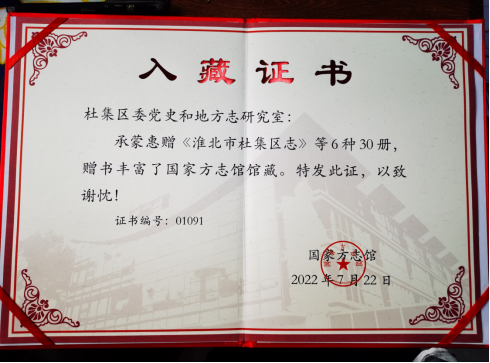 入藏证书
杜集区委党史和地方志研究室：
承蒙惠赠《淮北市杜集区志》等6种30册，
赠书丰富了国家方志馆馆藏。特发此证，以致
谢忱！
证书编号：01091
国家方志馆
2022年7月22日